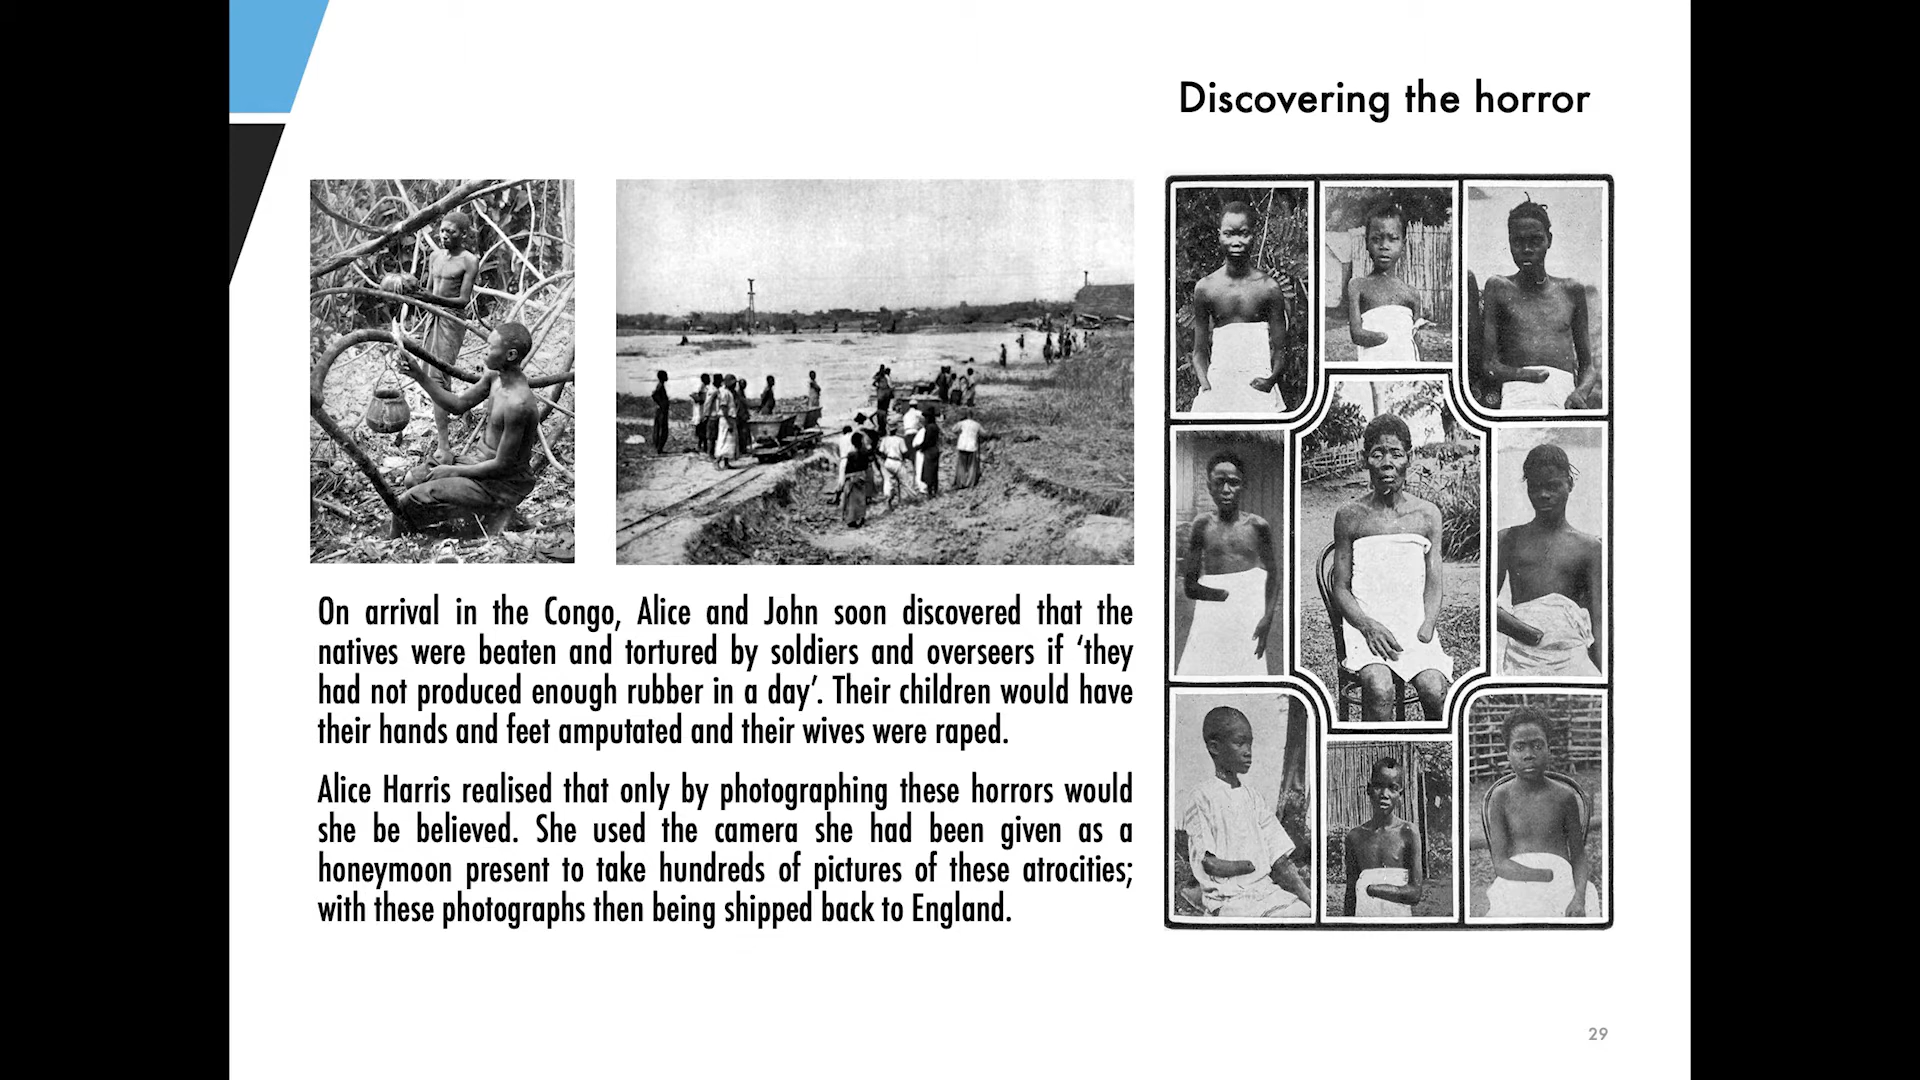 Discovering the horror
On arrival in the Congo, Alice and John soon discovered that the
natives were beaten and tortured by soldiers and overseers if ‘they
had not produced enough rubber in a day’. Their children would have
their hands and feet amputated and their wives were raped.
Alice Harris realised that only by photographing these horrors would
she be believed. She used the camera she had been given as a
honeymoon present to take hundreds of pictures of these atrocities;
with these photographs then being shipped back to England.
29